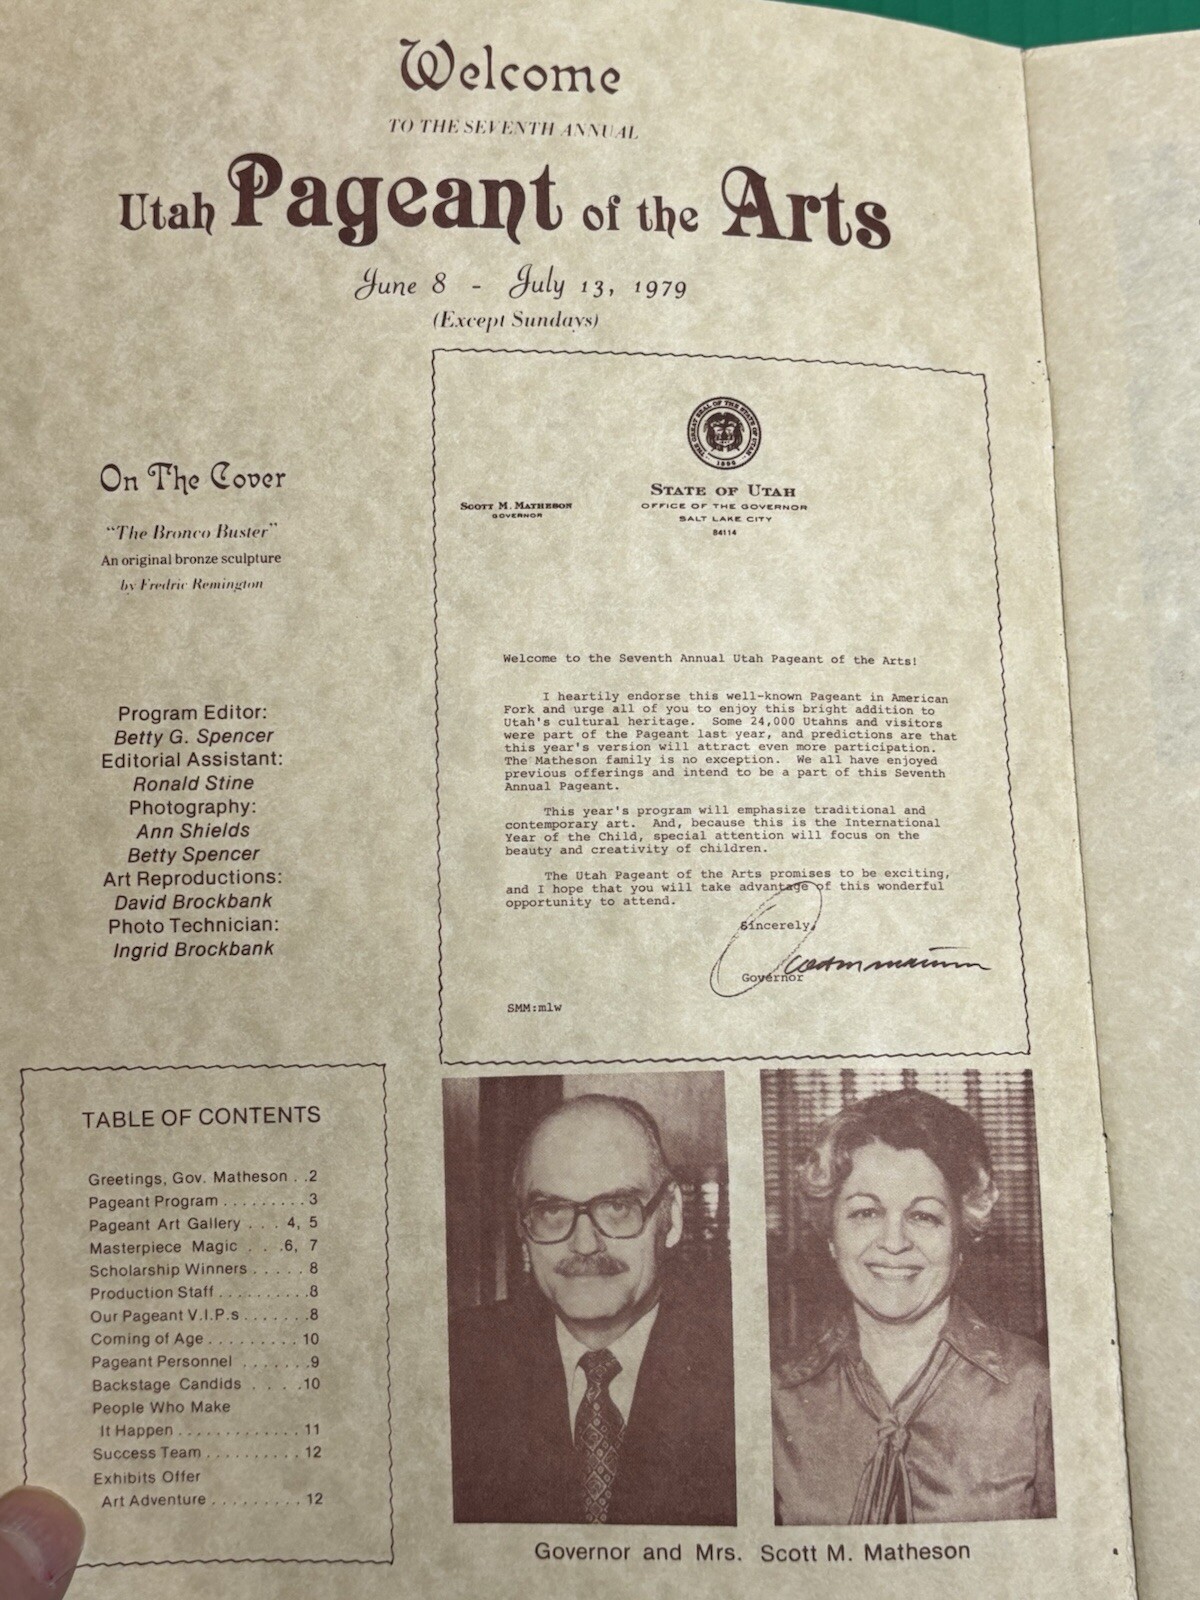 Welcome
TO THE SEVENTH ANNUAL
Utah Pageant of the Arts
June 8 - July 13, 1979
(Except Sundays)
On The Cover
"The Bronco Buster"
An original bronze sculpture
by Fredric Remington
Program Editor:
Betty G. Spencer
Editorial Assistant:
Ronald Stine
Photography:
Ann Shields
Betty Spencer
Art Reproductions:
David Brockbank
Photo Technician:
Ingrid Brockbank
THE GREAT SEAL OF THE STATE OF UTAH
1896
SCOTT M. MATHESON
GOVERNOR
STATE OF UTAH
OFFICE OF THE GOVERNOR
SALT LAKE CITY
84114
Welcome to the Seventh Annual Utah Pageant of the Arts!
I heartily endorse this well-known Pageant in American
Fork and urge all of you to enjoy this bright addition to
Utah's cultural heritage. Some 24,000 Utahns and visitors
were part of the Pageant last year, and predictions are that
this year's version will attract even more participation.
The Matheson family is no exception. We all have enjoyed
previous offerings and intend to be a part of this Seventh
Annual Pageant.
This year's program will emphasize traditional and
contemporary art. And, because this is the International
Year of the Child, special attention will focus on the
beauty and creativity of children.
The Utah Pageant of the Arts promises to be exciting,
and I hope that you will take advantage of this wonderful
opportunity to attend.
Sincerely,
Governor
SMM:mlw
TABLE OF CONTENTS
Greetings, Gov. Matheson . .2
Pageant Program . . . . . . . . . 3
Pageant Art Gallery . . . 4, 5
Masterpiece Magic . . .6, 7
Scholarship Winners . . . . . 8
Production Staff . . . . . . . . . .8
Our Pageant V.I.P.s . . . . . . .8
Coming of Age . . . . . . . . . 10
Pageant Personnel . . . . . . .9
Backstage Candids . . . .10
People Who Make
It Happen . . . . . . . . . . . . . 11
Success Team . . . . . . . . . . 12
Exhibits Offer
Art Adventure . . . . . . . . . 12
Governor and Mrs. Scott M. Matheson